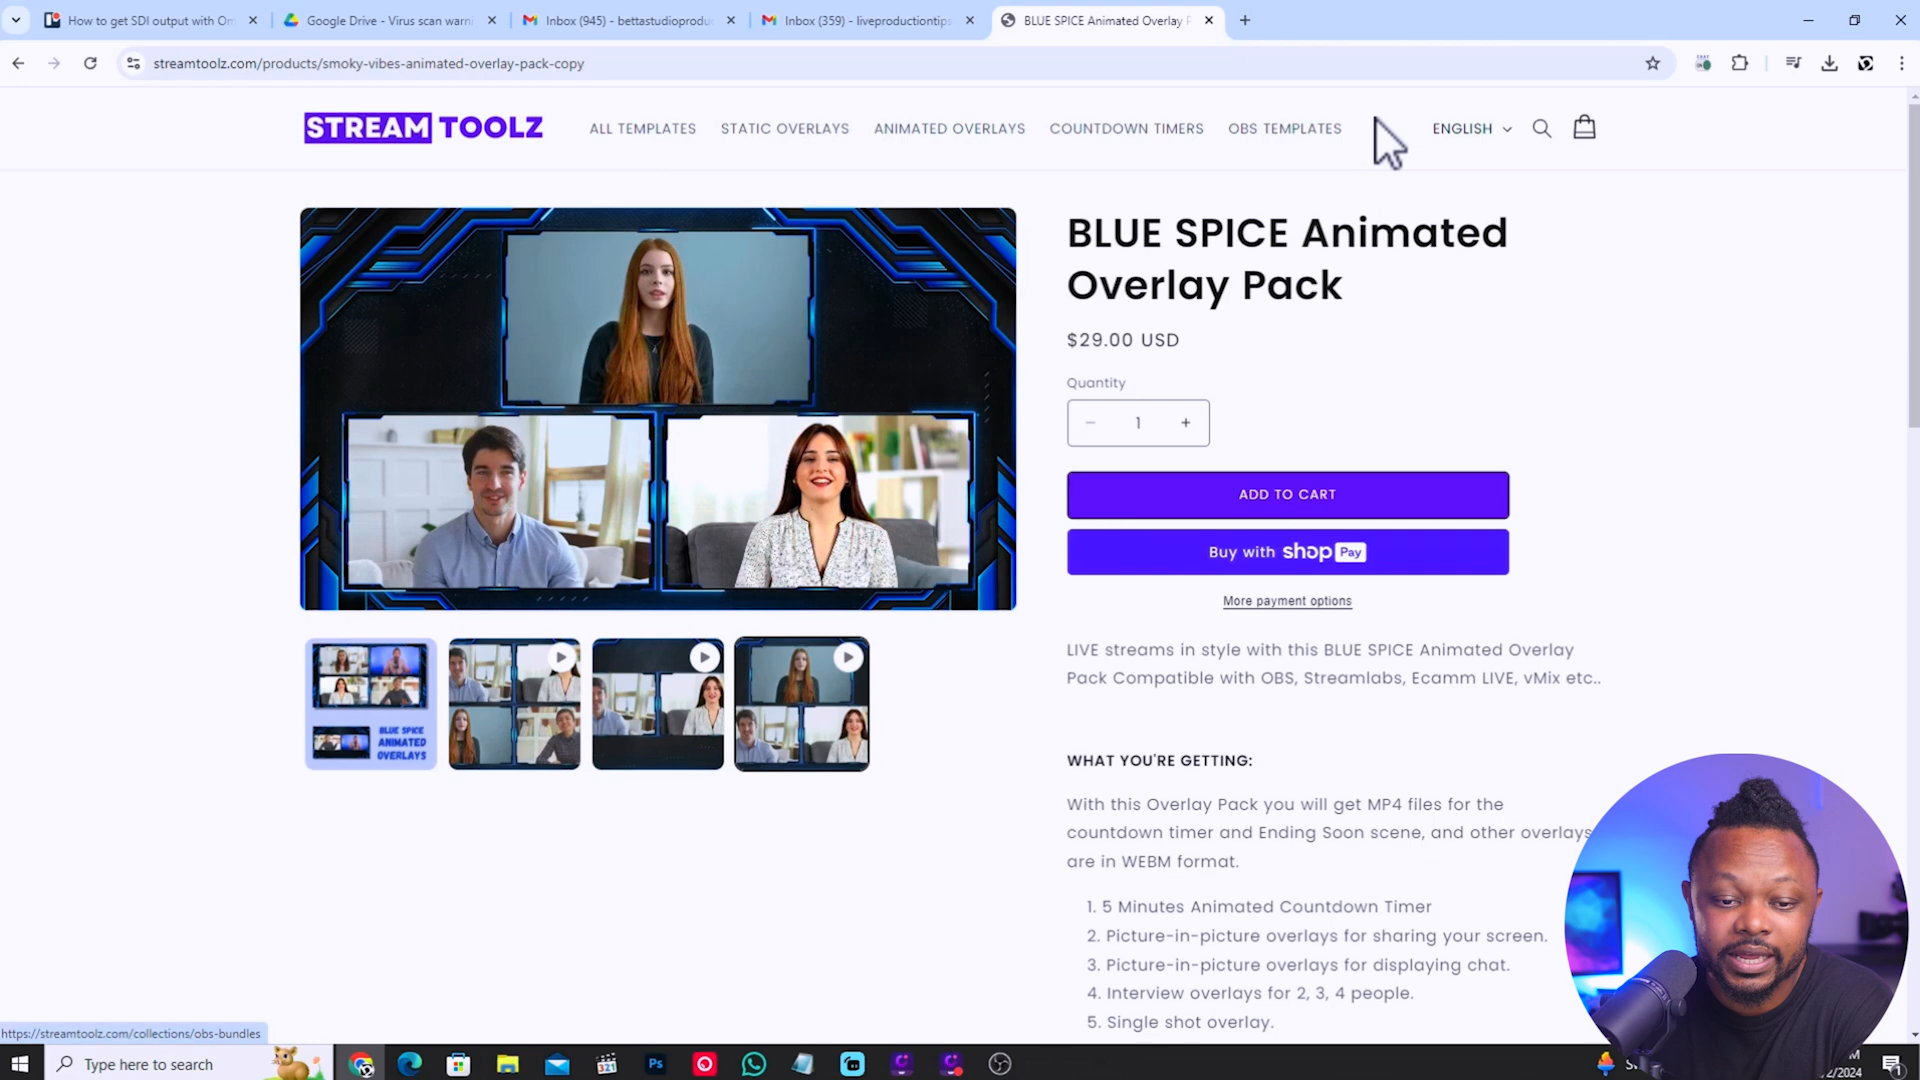 How to get SDI output with Om
Google Drive - Virus scan warni
Inbox (945) - bettastudioprodu
Inbox (359) - liveproductiontips
BLUE SPICE Animated Overlay P
streamtoolz.com/products/smoky-vibes-animated-overlay-pack-copy
STREAM TOOLZ
ALL TEMPLATES
STATIC OVERLAYS
ANIMATED OVERLAYS
COUNTDOWN TIMERS
OBS TEMPLATES
ENGLISH
BLUE SPICE Animated
Overlay Pack
$29.00 USD
Quantity
− 1 +
ADD TO CART
Buy with shop Pay
More payment options
BLUE SPICE
ANIMATED
OVERLAYS
LIVE streams in style with this BLUE SPICE Animated Overlay
Pack Compatible with OBS, Streamlabs, Ecamm LIVE, vMix etc..
WHAT YOU'RE GETTING:
With this Overlay Pack you will get MP4 files for the
countdown timer and Ending Soon scene, and other overlays
are in WEBM format.
1. 5 Minutes Animated Countdown Timer
2. Picture-in-picture overlays for sharing your screen.
3. Picture-in-picture overlays for displaying chat.
4. Interview overlays for 2, 3, 4 people.
5. Single shot overlay.
https://streamtoolz.com/collections/obs-bundles
Type here to search
321
Ps
/2/2024
1